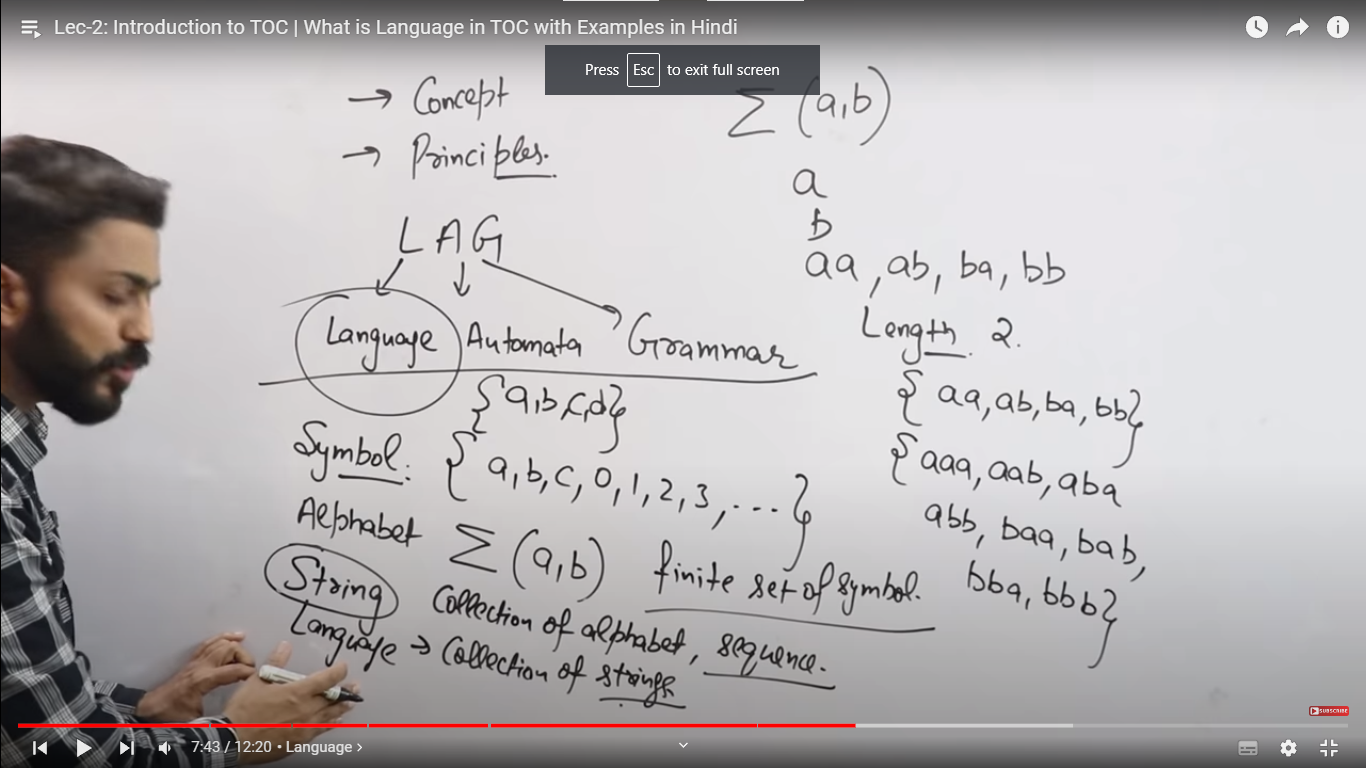 Lec-2: Introduction to TOC | What is Language in TOC with Examples in Hindi
Press Esc to exit full screen
→ Concept
→ Principles.
L A G
Language Automata Grammar
{a,b,c,d}
Symbol: { a, b, c, 0, 1, 2, 3, ... }
Alphabet Σ (a,b) finite set of symbol.
String Collection of alphabet, sequence.
Language → Collection of strings
Σ (a,b)
a
b
aa, ab, ba, bb
Length 2.
{ aa, ab, ba, bb}
{ aaa, aab, aba
abb, baa, bab,
bba, bbb}
SUBSCRIBE
7:43 / 12:20 • Language >